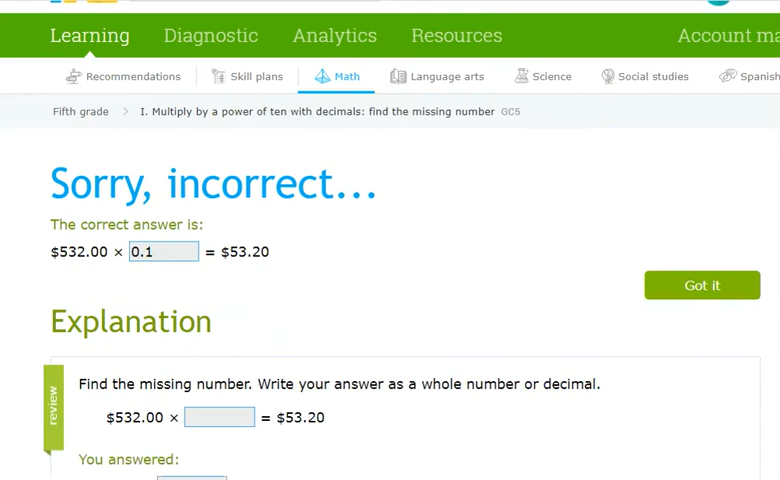 Learning Diagnostic Analytics Resources Account ma
Recommendations Skill plans Math Language arts Science Social studies Spanish
Fifth grade > I. Multiply by a power of ten with decimals: find the missing number GC5
Sorry, incorrect...
The correct answer is:
$532.00 × 0.1 = $53.20
Got it
Explanation
review
Find the missing number. Write your answer as a whole number or decimal.
$532.00 × = $53.20
You answered: